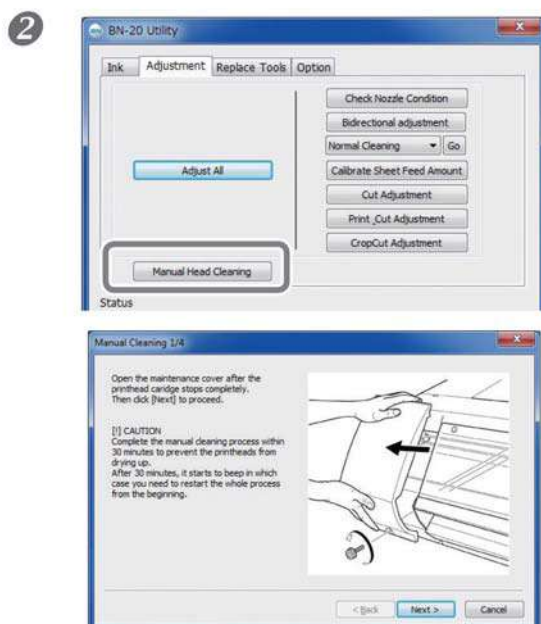 2
BN-20 Utility
Ink Adjustment Replace Tools Option
Check Nozzle Condition
Bidirectional adjustment
Normal Cleaning Go
Adjust All
Calibrate Sheet Feed Amount
Cut Adjustment
Print_Cut Adjustment
CropCut Adjustment
Manual Head Cleaning
Status
Manual Cleaning 1/4
Open the maintenance cover after the
printhead caridge stops completely.
Then click [Next] to proceed.
[!] CAUTION
Complete the manual cleaning process within
30 minutes to prevent the printheads from
drying up.
After 30 minutes, it starts to beep in which
case you need to restart the whole process
from the beginning.
< Back Next > Cancel